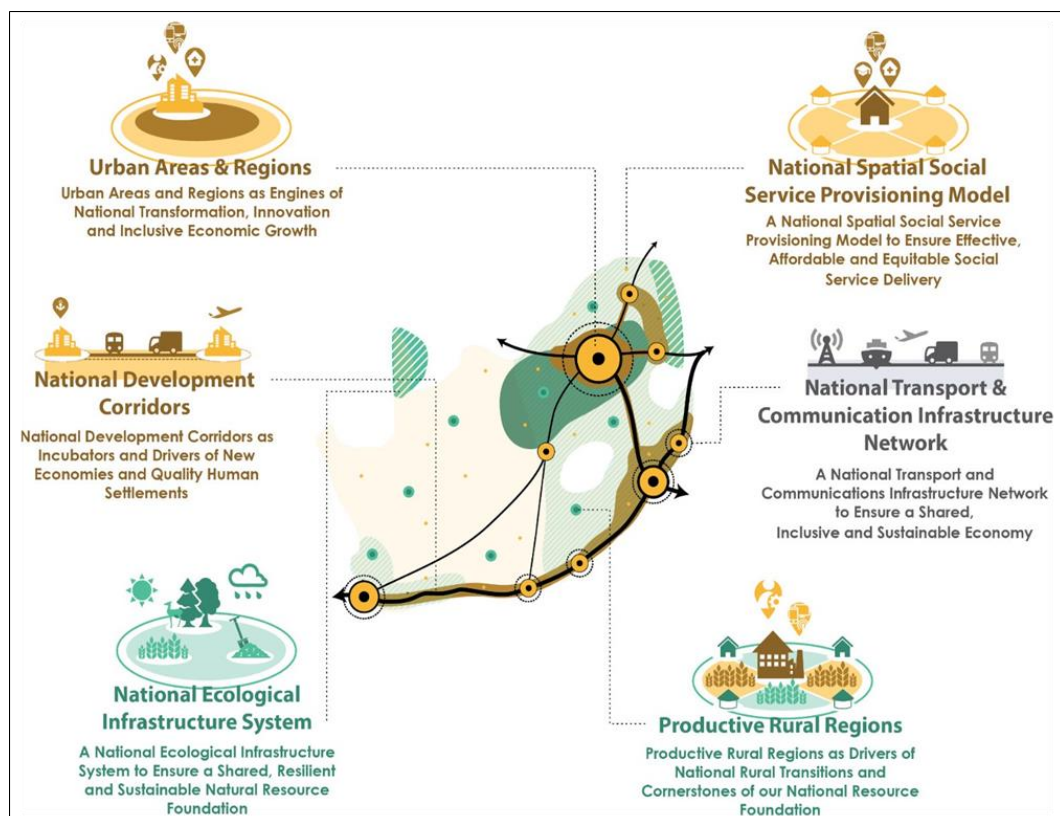 Urban Areas & Regions
Urban Areas and Regions as Engines of
National Transformation, Innovation
and Inclusive Economic Growth
National Spatial Social
Service Provisioning Model
A National Spatial Social Service
Provisioning Model to Ensure Effective,
Affordable and Equitable Social
Service Delivery
National Development
Corridors
National Development Corridors as
Incubators and Drivers of New
Economies and Quality Human
Settlements
National Transport &
Communication Infrastructure
Network
A National Transport and
Communications Infrastructure Network
to Ensure a Shared,
Inclusive and Sustainable Economy
National Ecological
Infrastructure System
A National Ecological Infrastructure
System to Ensure a Shared, Resilient
and Sustainable Natural Resource
Foundation
Productive Rural Regions
Productive Rural Regions as Drivers of
National Rural Transitions and
Cornerstones of our National Resource
Foundation